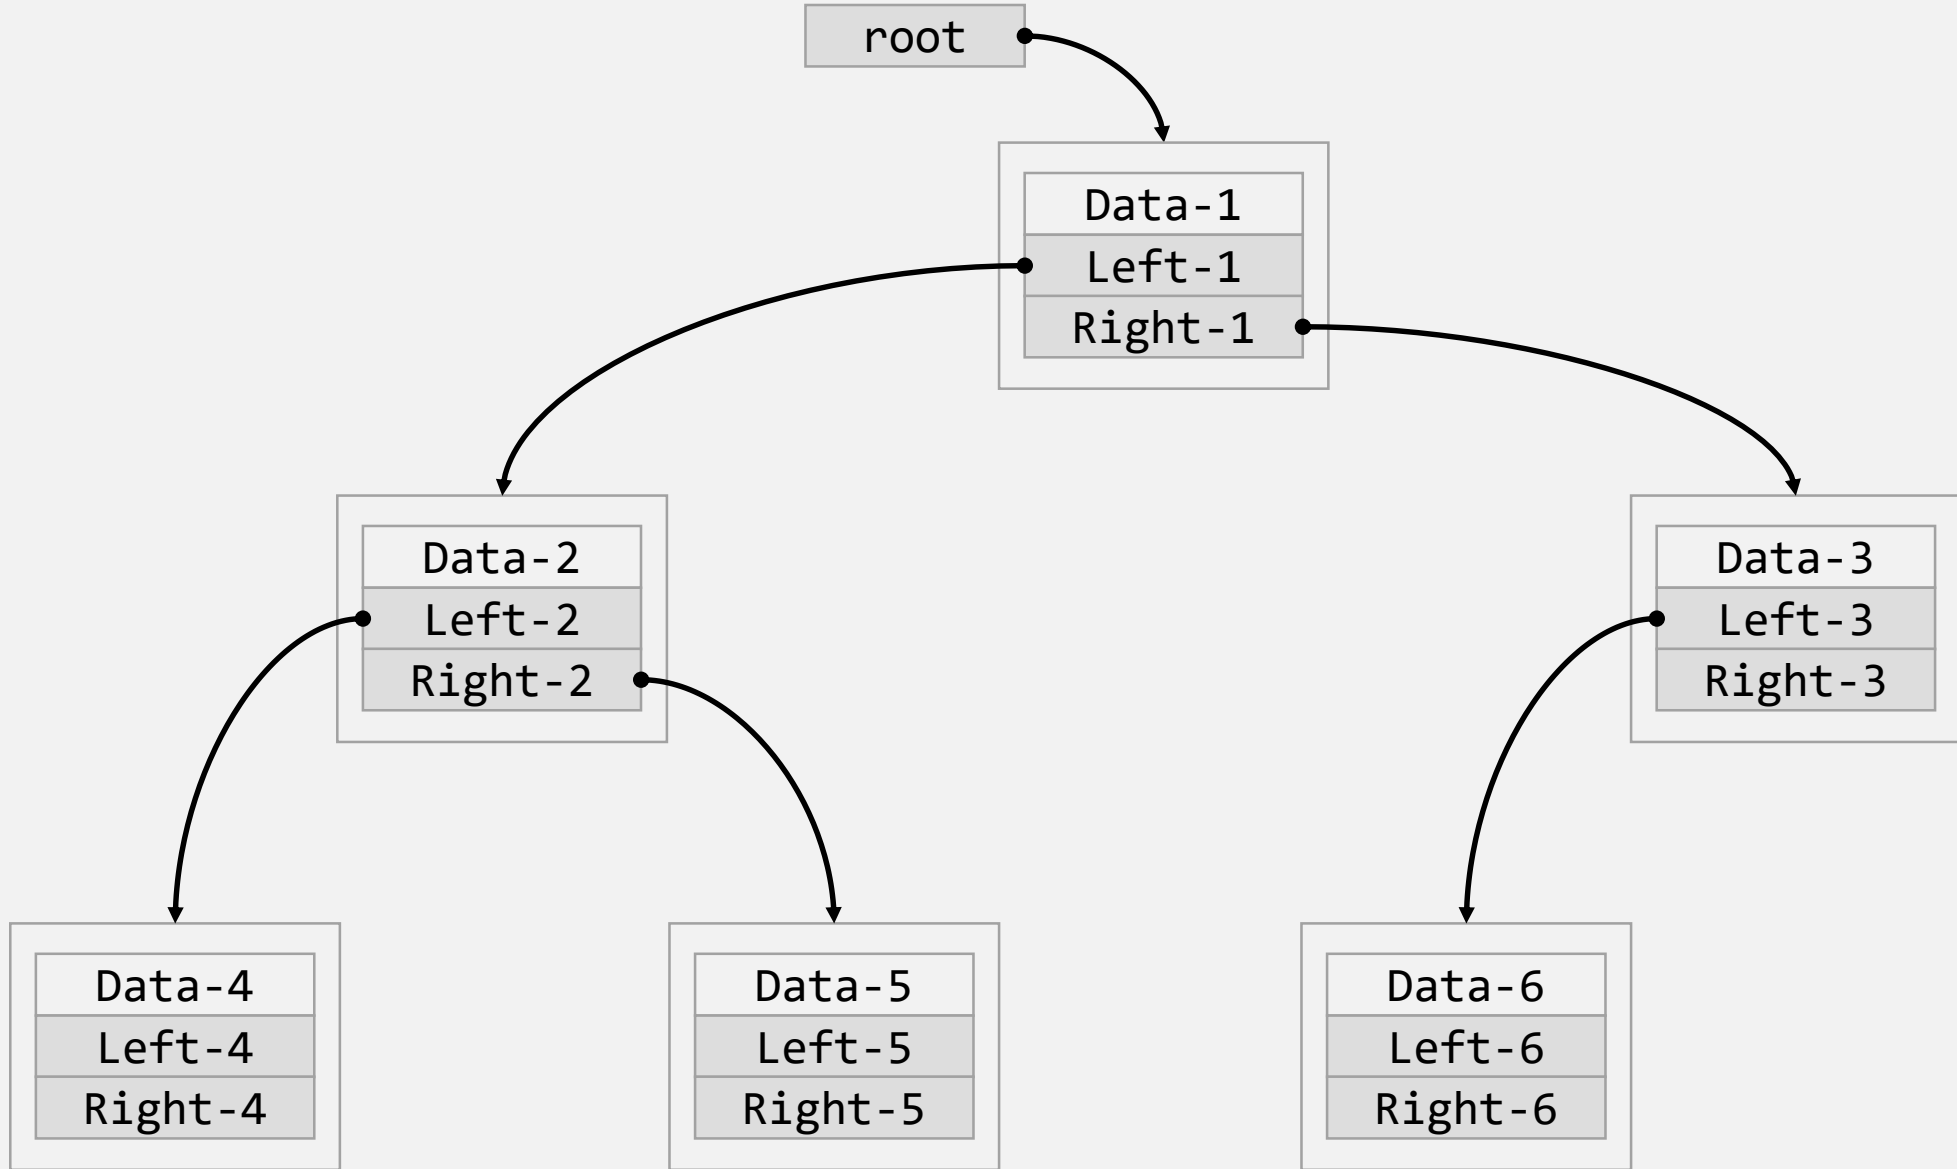 root
Data-1
Left-1
Right-1
Data-2
Left-2
Right-2
Data-3
Left-3
Right-3
Data-4
Left-4
Right-4
Data-5
Left-5
Right-5
Data-6
Left-6
Right-6